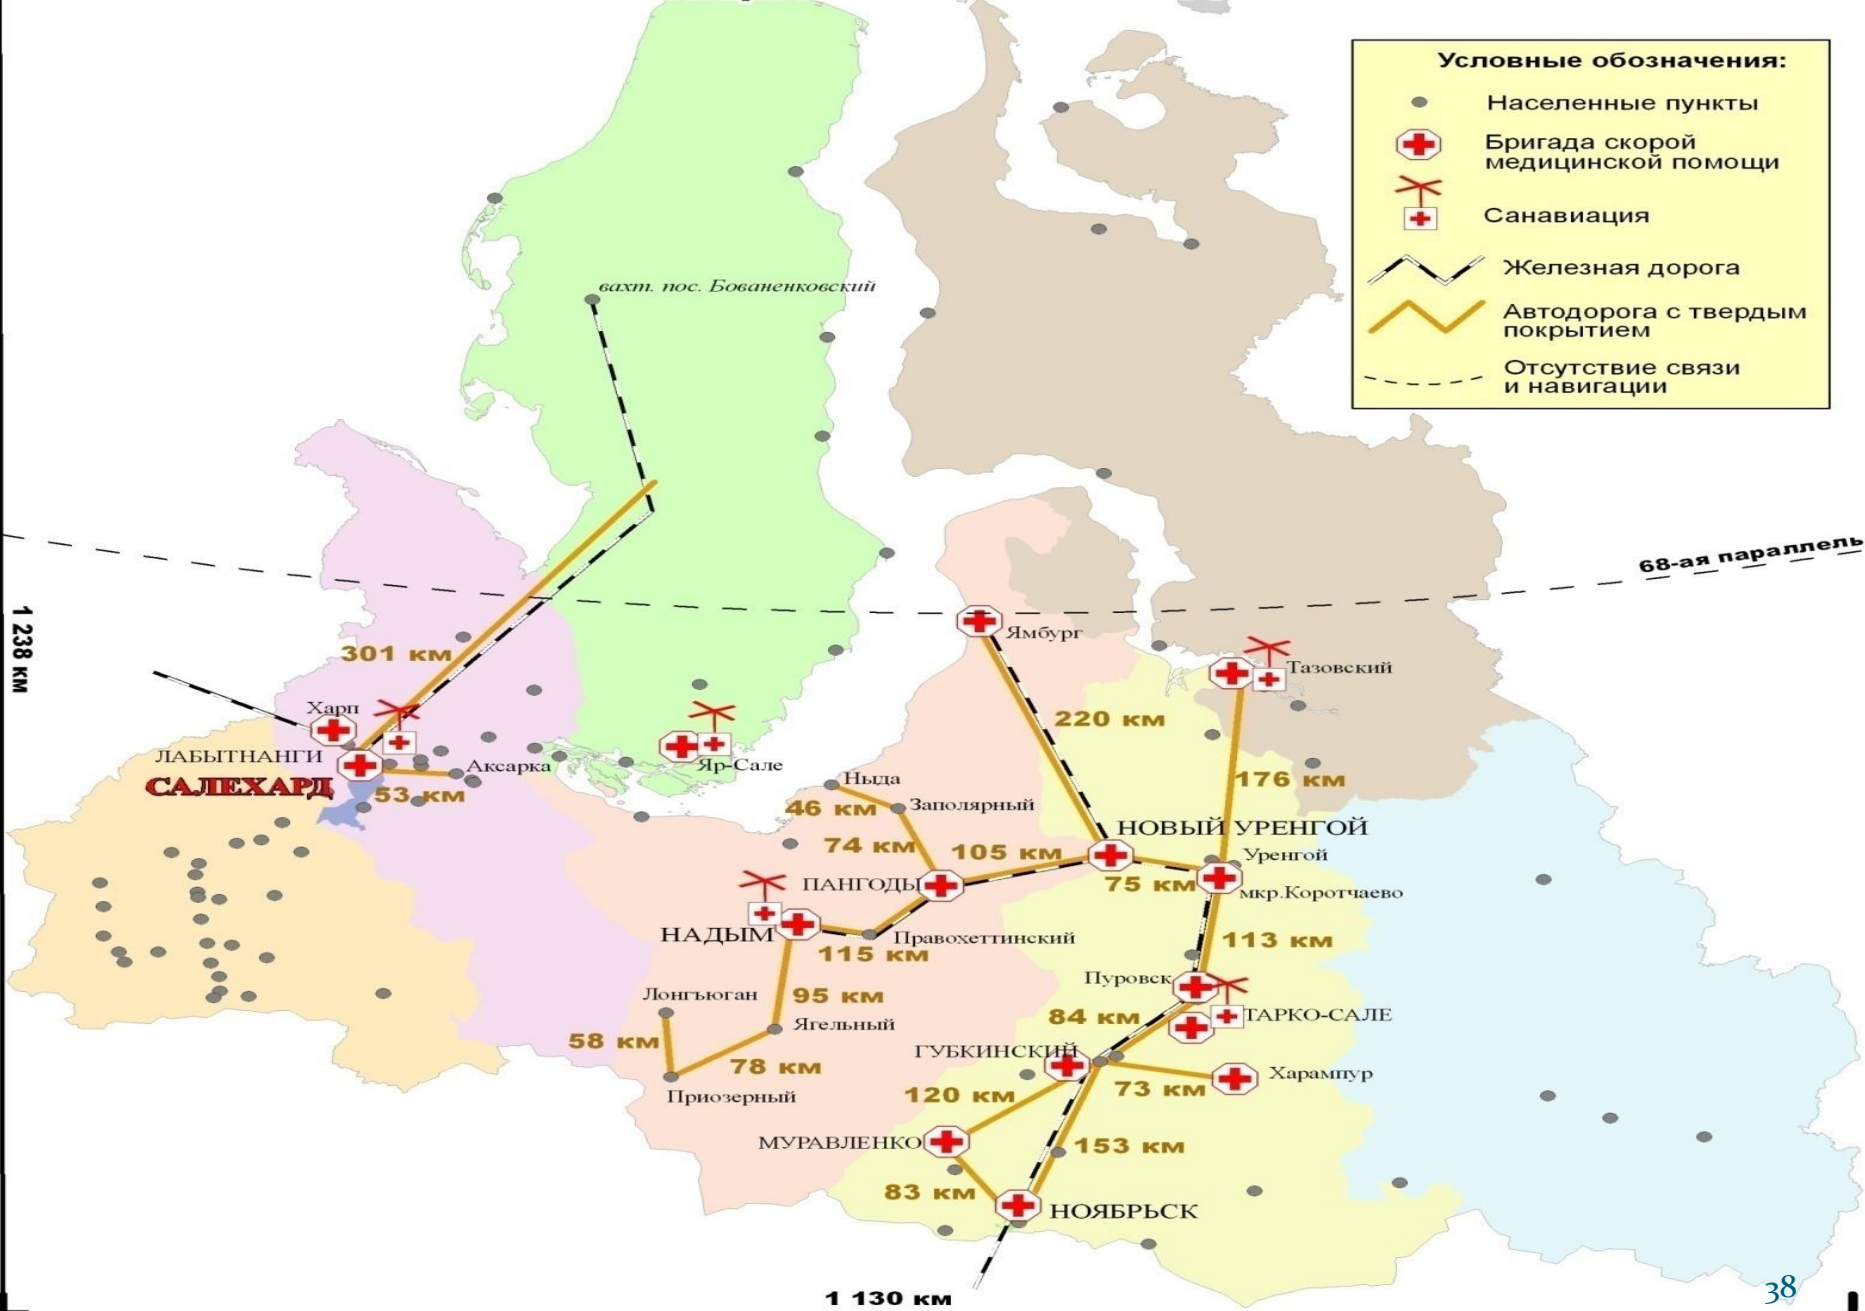 Условные обозначения:
Населенные пункты
Бригада скорой
медицинской помощи
Санавиация
Железная дорога
Автодорога с твердым
покрытием
Отсутствие связи
и навигации
вахт. пос. Бованенковский
68-ая параллель
1 238 км
301 км
Харп
ЛАБЫТНАНГИ
САЛЕХАРД
Аксарка
53 км
Яр-Сале
Ямбург
Тазовский
220 км
176 км
Ныда
46 км
Заполярный
74 км
105 км
НОВЫЙ УРЕНГОЙ
Уренгой
75 км
мкр.Коротчаево
ПАНГОДЫ
НАДЫМ
Правохеттинский
115 км
113 км
Пуровск
Лонгъюган
95 км
Ягельный
84 км
ТАРКО-САЛЕ
58 км
78 км
ГУБКИНСКИЙ
Харампур
73 км
Приозерный
120 км
МУРАВЛЕНКО
153 км
83 км
НОЯБРЬСК
1 130 км
38